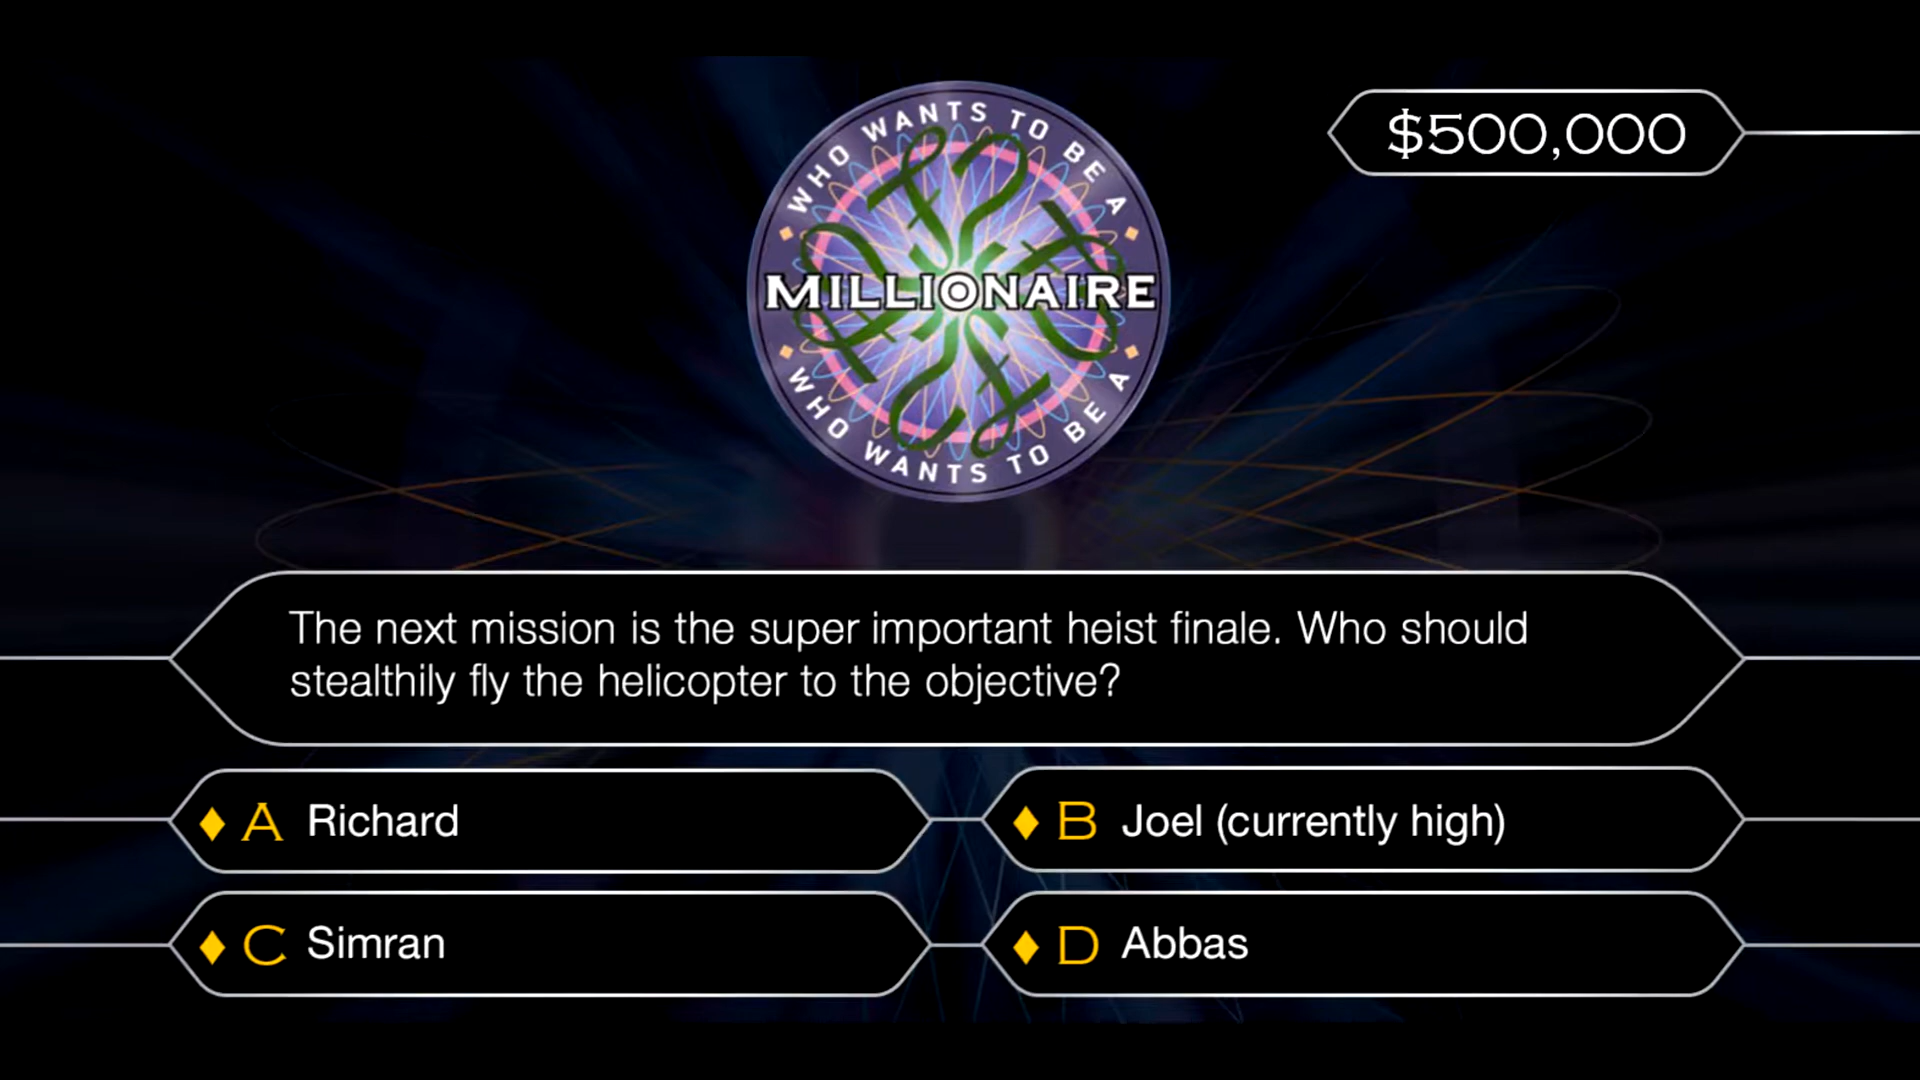 WHO WANTS TO BE A
MILLIONAIRE
WHO WANTS TO BE A
$500,000
The next mission is the super important heist finale. Who should
stealthily fly the helicopter to the objective?
A Richard
B Joel (currently high)
C Simran
D Abbas